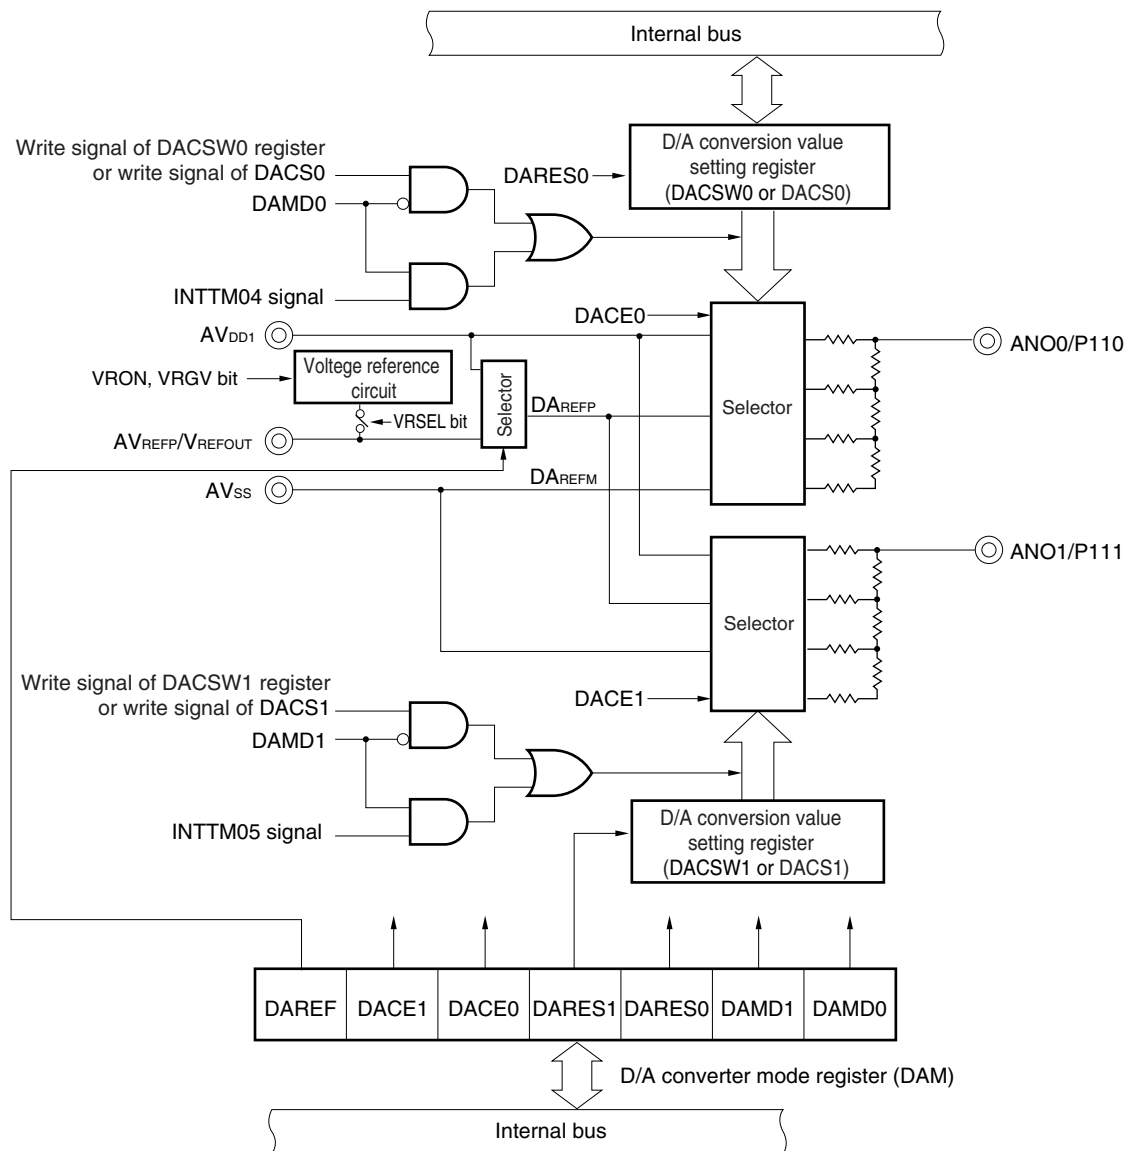 Internal bus
Write signal of DACSW0 register
or write signal of DACS0
DAMD0
INTTM04 signal
DARES0
D/A conversion value
setting register
(DACSW0 or DACS0)
DACE0
AVDD1
VRON, VRGV bit
Voltege reference
circuit
VRSEL bit
AVREFP/VREFOUT
Selector
DAREFP
AVSS
DAREFM
Selector
ANO0/P110
Selector
ANO1/P111
DACE1
Write signal of DACSW1 register
or write signal of DACS1
DAMD1
INTTM05 signal
D/A conversion value
setting register
(DACSW1 or DACS1)
DAREF DACE1 DACE0 DARES1 DARES0 DAMD1 DAMD0
D/A converter mode register (DAM)
Internal bus